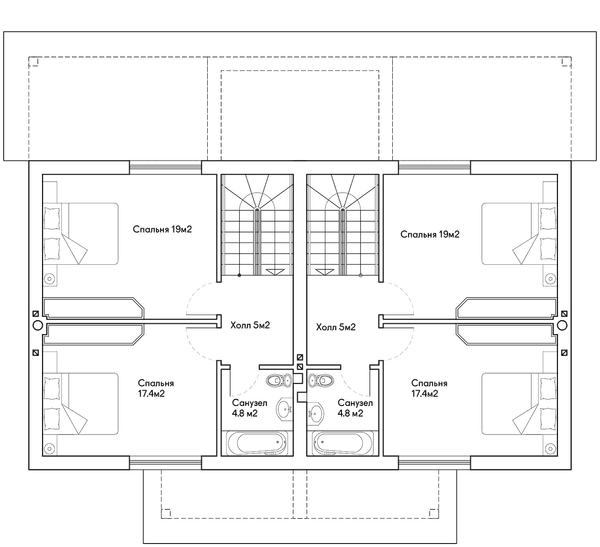 Спальня 19м2
Спальня 19м2
Холл 5м2
Холл 5м2
Спальня
17.4м2
Санузел
4.8 м2
Санузел
4.8 м2
Спальня
17.4м2